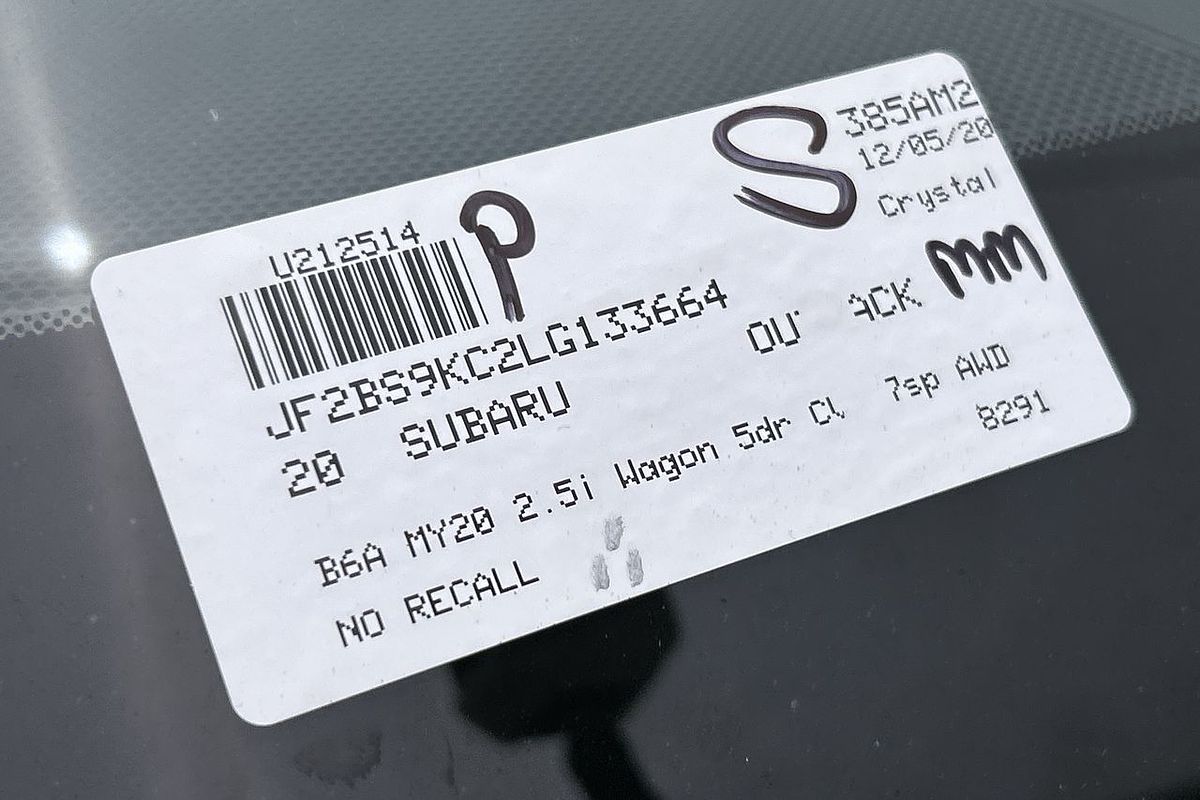 U212514
P
S
385AM2
12/05/20
Crystal
MM
JF2BS9KC2LG133664
20 SUBARU
B6A MY20 2.5i Wagon 5dr 7sp AWD
NO RECALL
8291